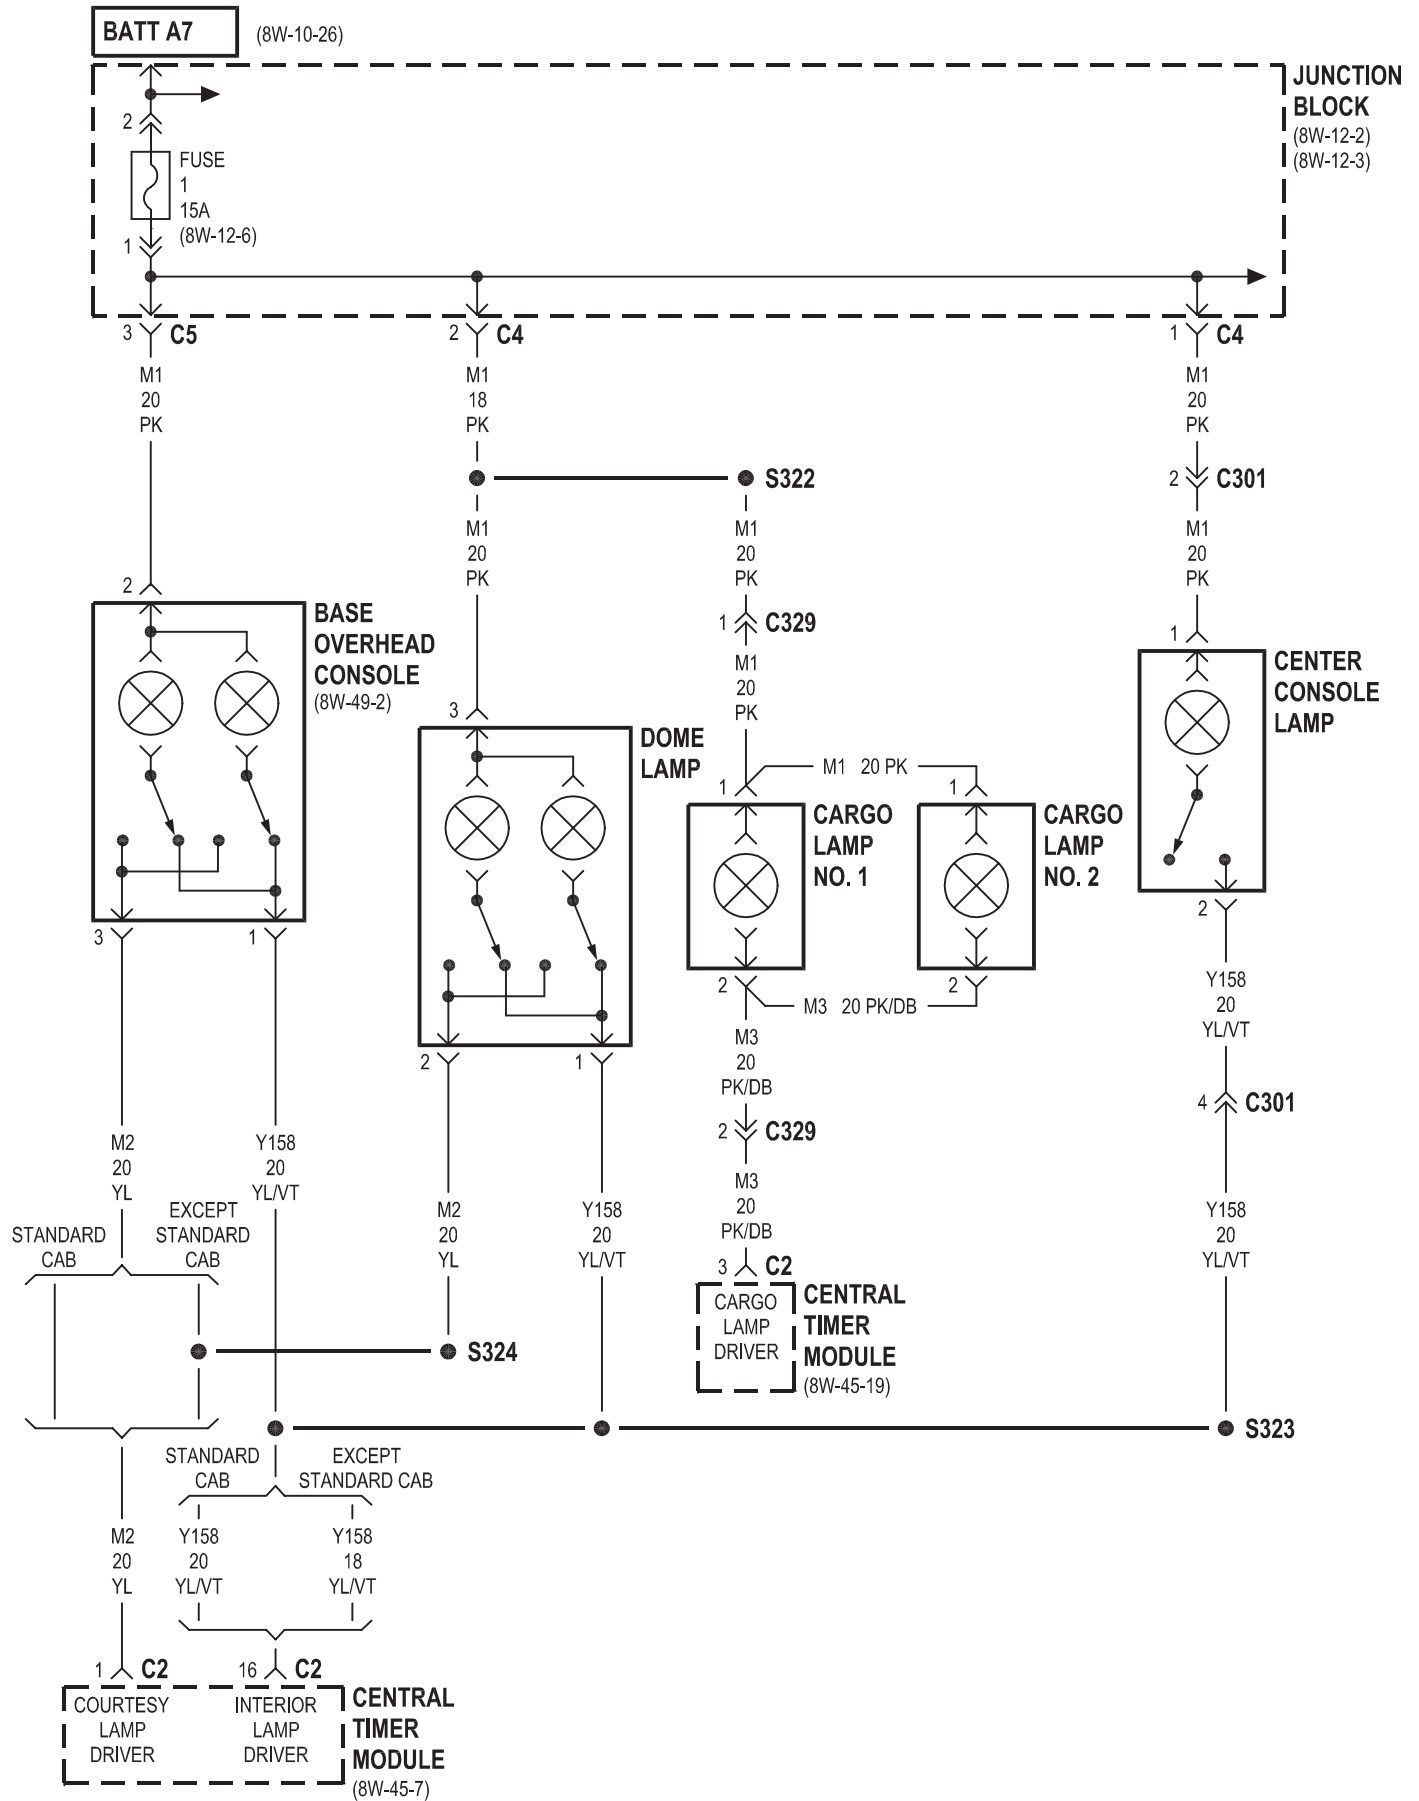 BATT A7
(8W-10-26)
JUNCTION
BLOCK
(8W-12-2)
(8W-12-3)
2
FUSE
1
15A
(8W-12-6)
1
3 C5
2 C4
1 C4
M1
20
PK
M1
18
PK
M1
20
PK
S322
2 C301
M1
20
PK
M1
20
PK
M1
20
PK
2
BASE
OVERHEAD
CONSOLE
(8W-49-2)
1 C329
M1
20
PK
1
CENTER
CONSOLE
LAMP
3
DOME
LAMP
M1 20 PK
1
CARGO
LAMP
NO. 1
1
CARGO
LAMP
NO. 2
3
1
2
2
2
M3 20 PK/DB
Y158
20
YL/VT
2
1
M3
20
PK/DB
4 C301
2 C329
M2
20
YL
Y158
20
YL/VT
M3
20
PK/DB
M2
20
YL
Y158
20
YL/VT
Y158
20
YL/VT
STANDARD
CAB
EXCEPT
STANDARD
CAB
3 C2
CARGO
LAMP
DRIVER
CENTRAL
TIMER
MODULE
(8W-45-19)
S324
S323
STANDARD
CAB
EXCEPT
STANDARD CAB
M2
20
YL
Y158
20
YL/VT
Y158
18
YL/VT
1 C2
16 C2
COURTESY
LAMP
DRIVER
INTERIOR
LAMP
DRIVER
CENTRAL
TIMER
MODULE
(8W-45-7)